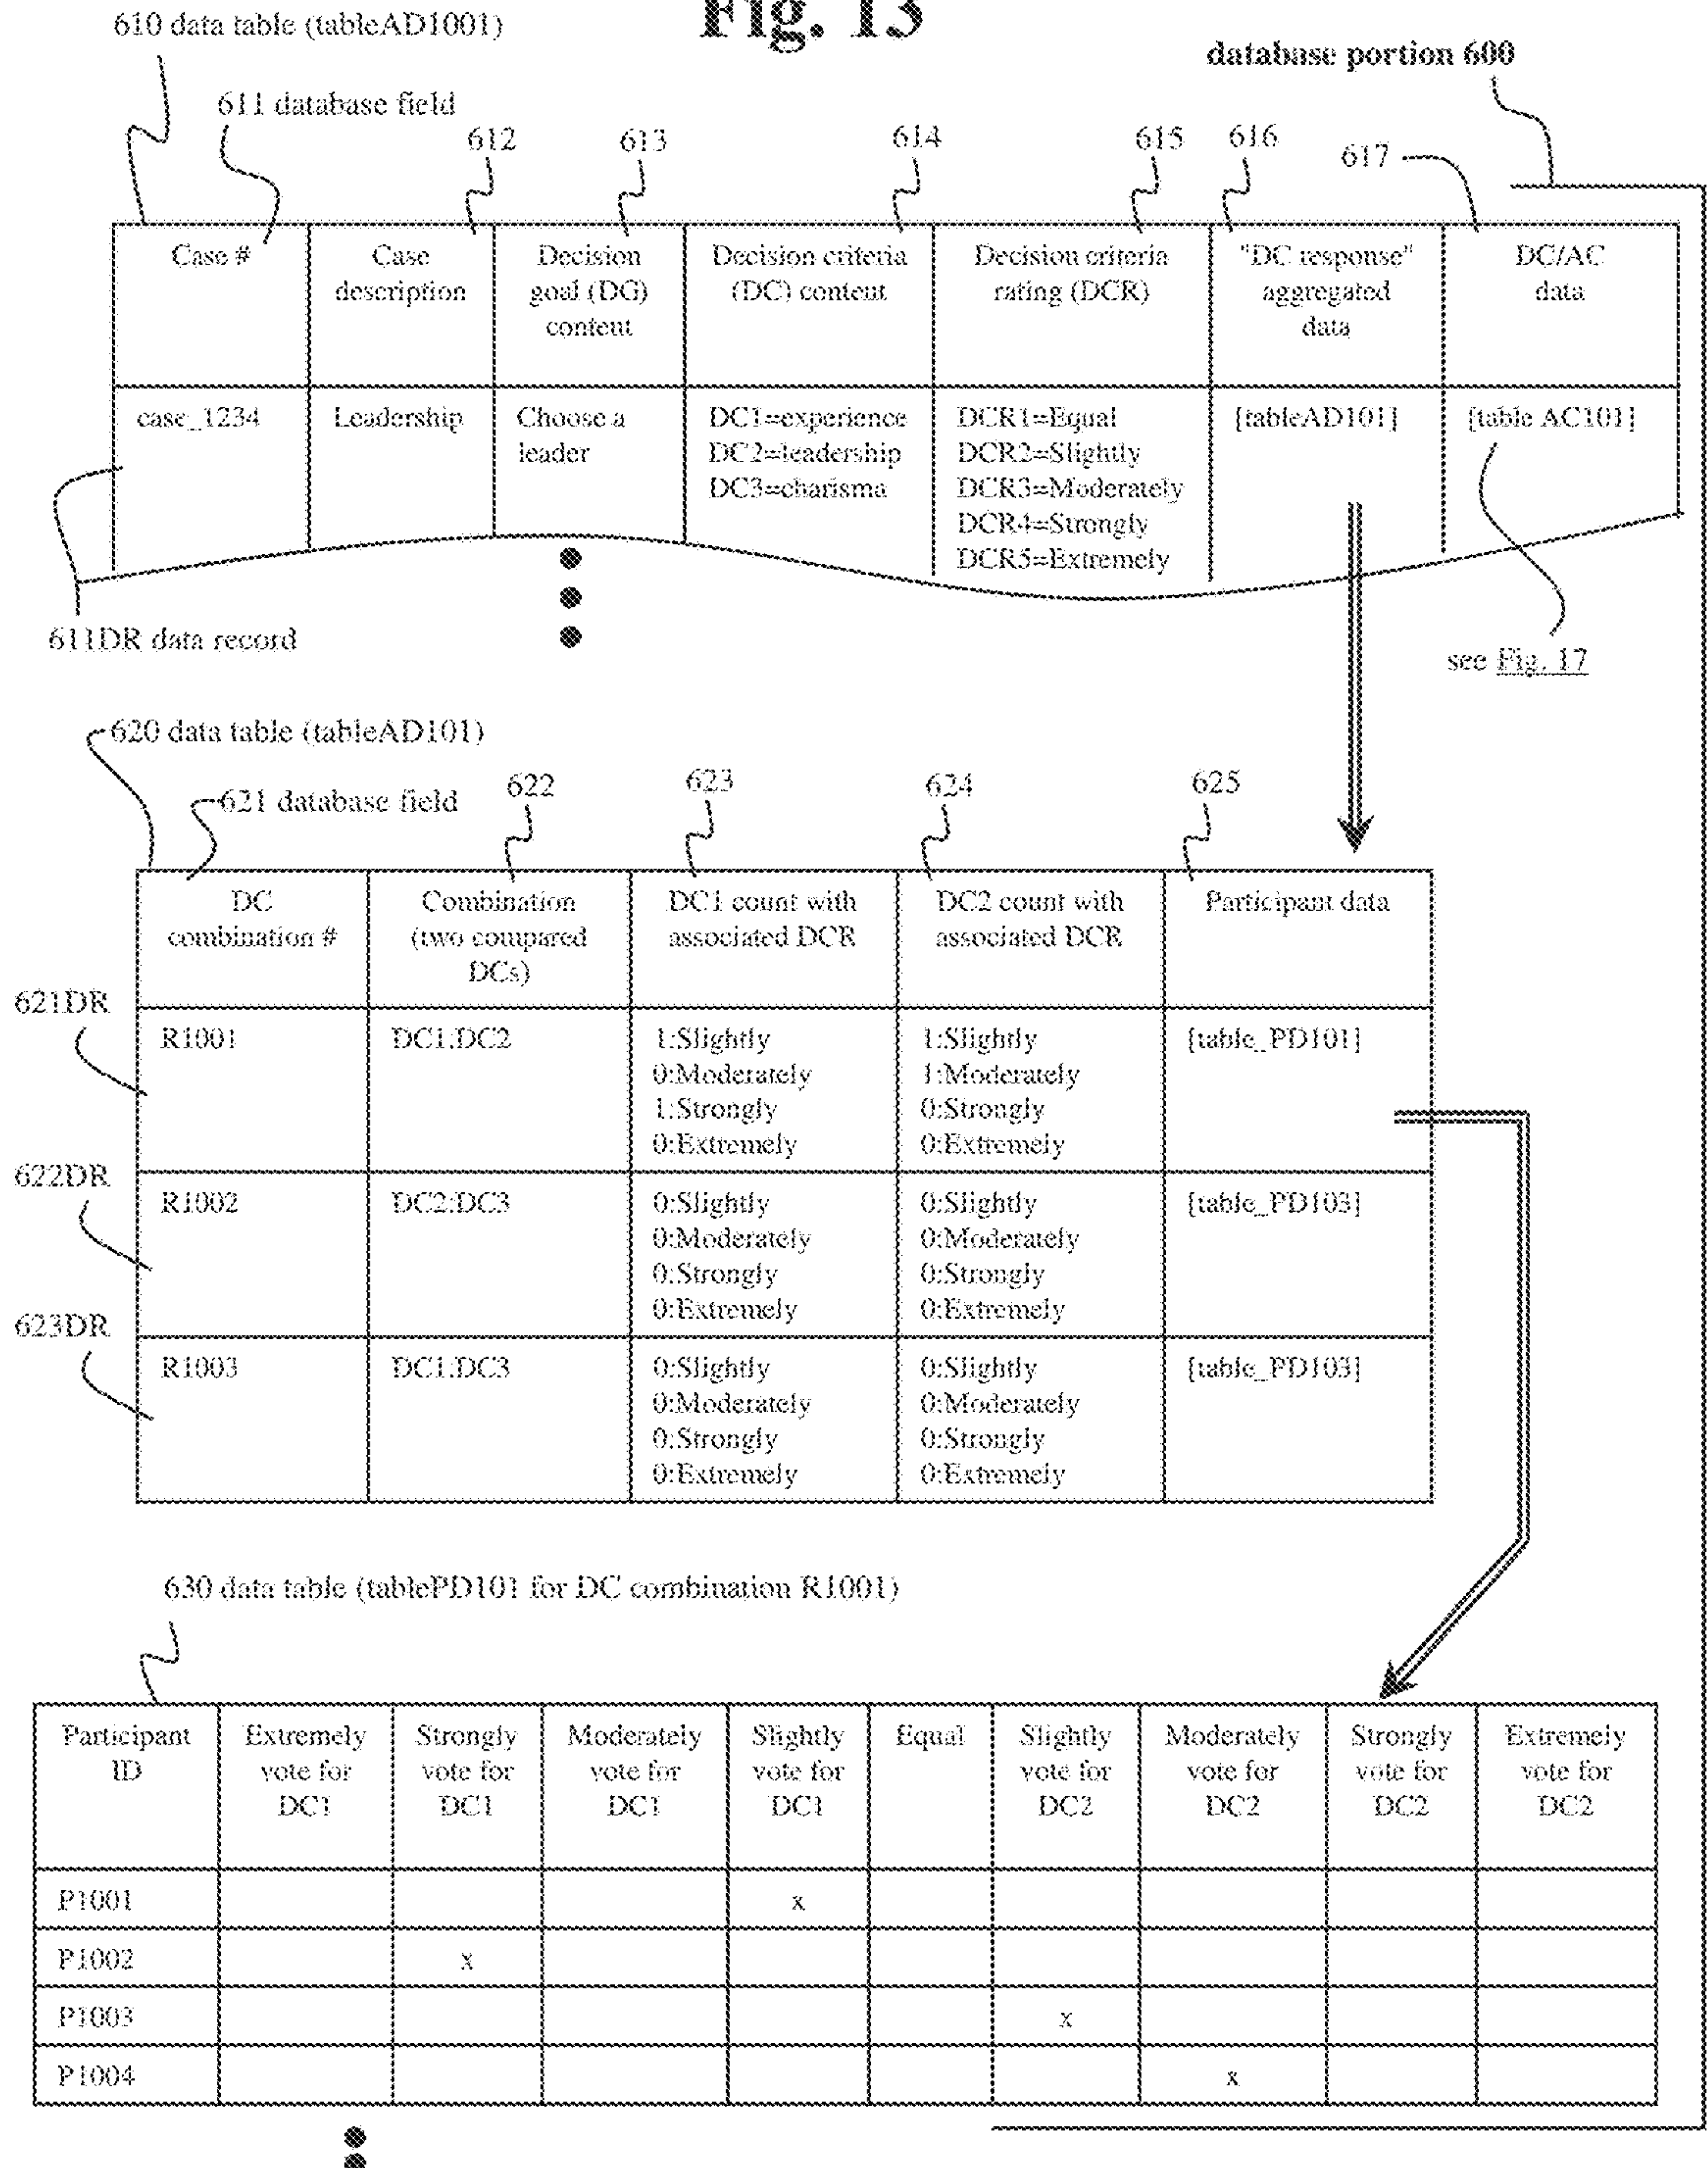 Fig. 13
610 data table (tableAD1001)
database portion 600
611 database field
612
613
614
615
616
617
Case #
Case
description
Decision
goal (DG)
content
Decision criteria
(DC) content
Decision criteria
rating (DCR)
"DC response"
aggregated
data
DC/AC
data
case_1234
Leadership
Choose a
leader
DC1=experience
DC2=leadership
DC3=charisma
DCR1=Equal
DCR2=Slightly
DCR3=Moderately
DCR4=Strongly
DCR5=Extremely
[tableAD101]
[table AC101]
611DR data record
see Fig. 17
620 data table (tableAD101)
621 database field
622
623
624
625
DC
combination #
Combination
(two compared
DCs)
DC1 count with
associated DCR
DC2 count with
associated DCR
Participant data
621DR
R1001
DC1:DC2
1:Slightly
0:Moderately
1:Strongly
0:Extremely
1:Slightly
1:Moderately
0:Strongly
0:Extremely
[table_PD101]
622DR
R1002
DC2:DC3
0:Slightly
0:Moderately
0:Strongly
0:Extremely
0:Slightly
0:Moderately
0:Strongly
0:Extremely
[table_PD103]
623DR
R1003
DC1:DC3
0:Slightly
0:Moderately
0:Strongly
0:Extremely
0:Slightly
0:Moderately
0:Strongly
0:Extremely
[table_PD103]
630 data table (tablePD101 for DC combination R1001)
Participant
ID
Extremely
vote for
DC1
Strongly
vote for
DC1
Moderately
vote for
DC1
Slightly
vote for
DC1
Equal
Slightly
vote for
DC2
Moderately
vote for
DC2
Strongly
vote for
DC2
Extremely
vote for
DC2
P1001
x
P1002
x
P1003
x
P1004
x